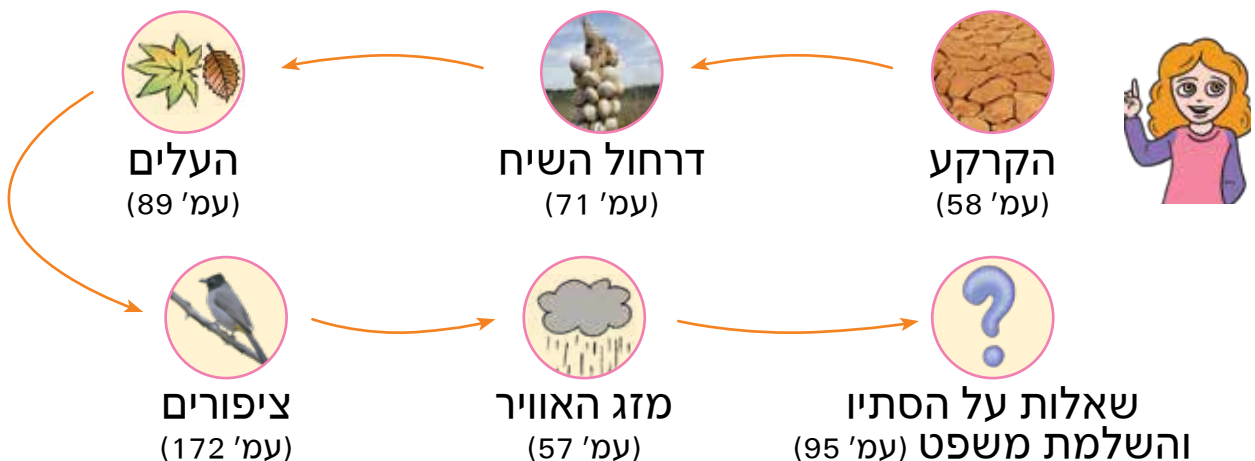 הקרקע
(עמ' 58)
דרחול השיח
(עמ' 71)
העלים
(עמ' 89)
ציפורים
(עמ' 172)
מזג האוויר
(עמ' 57)
שאלות על הסתיו
והשלמת משפט (עמ' 95)